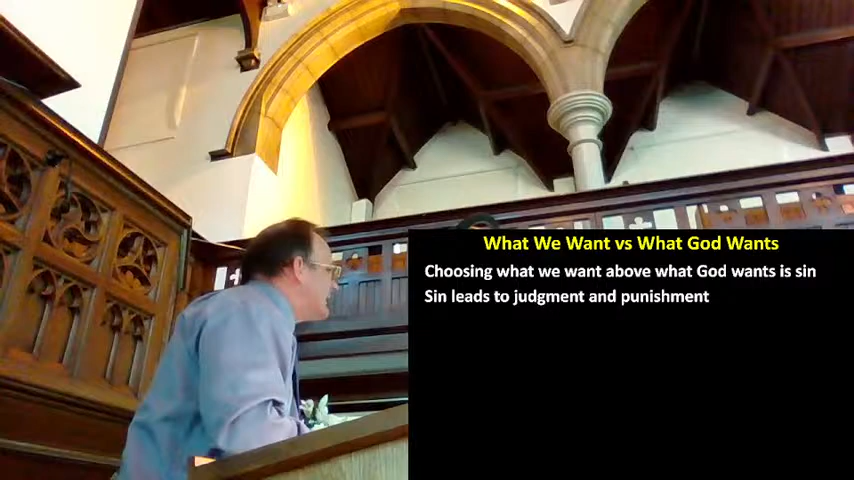 What We Want vs What God Wants
Choosing what we want above what God wants is sin
Sin leads to judgment and punishment